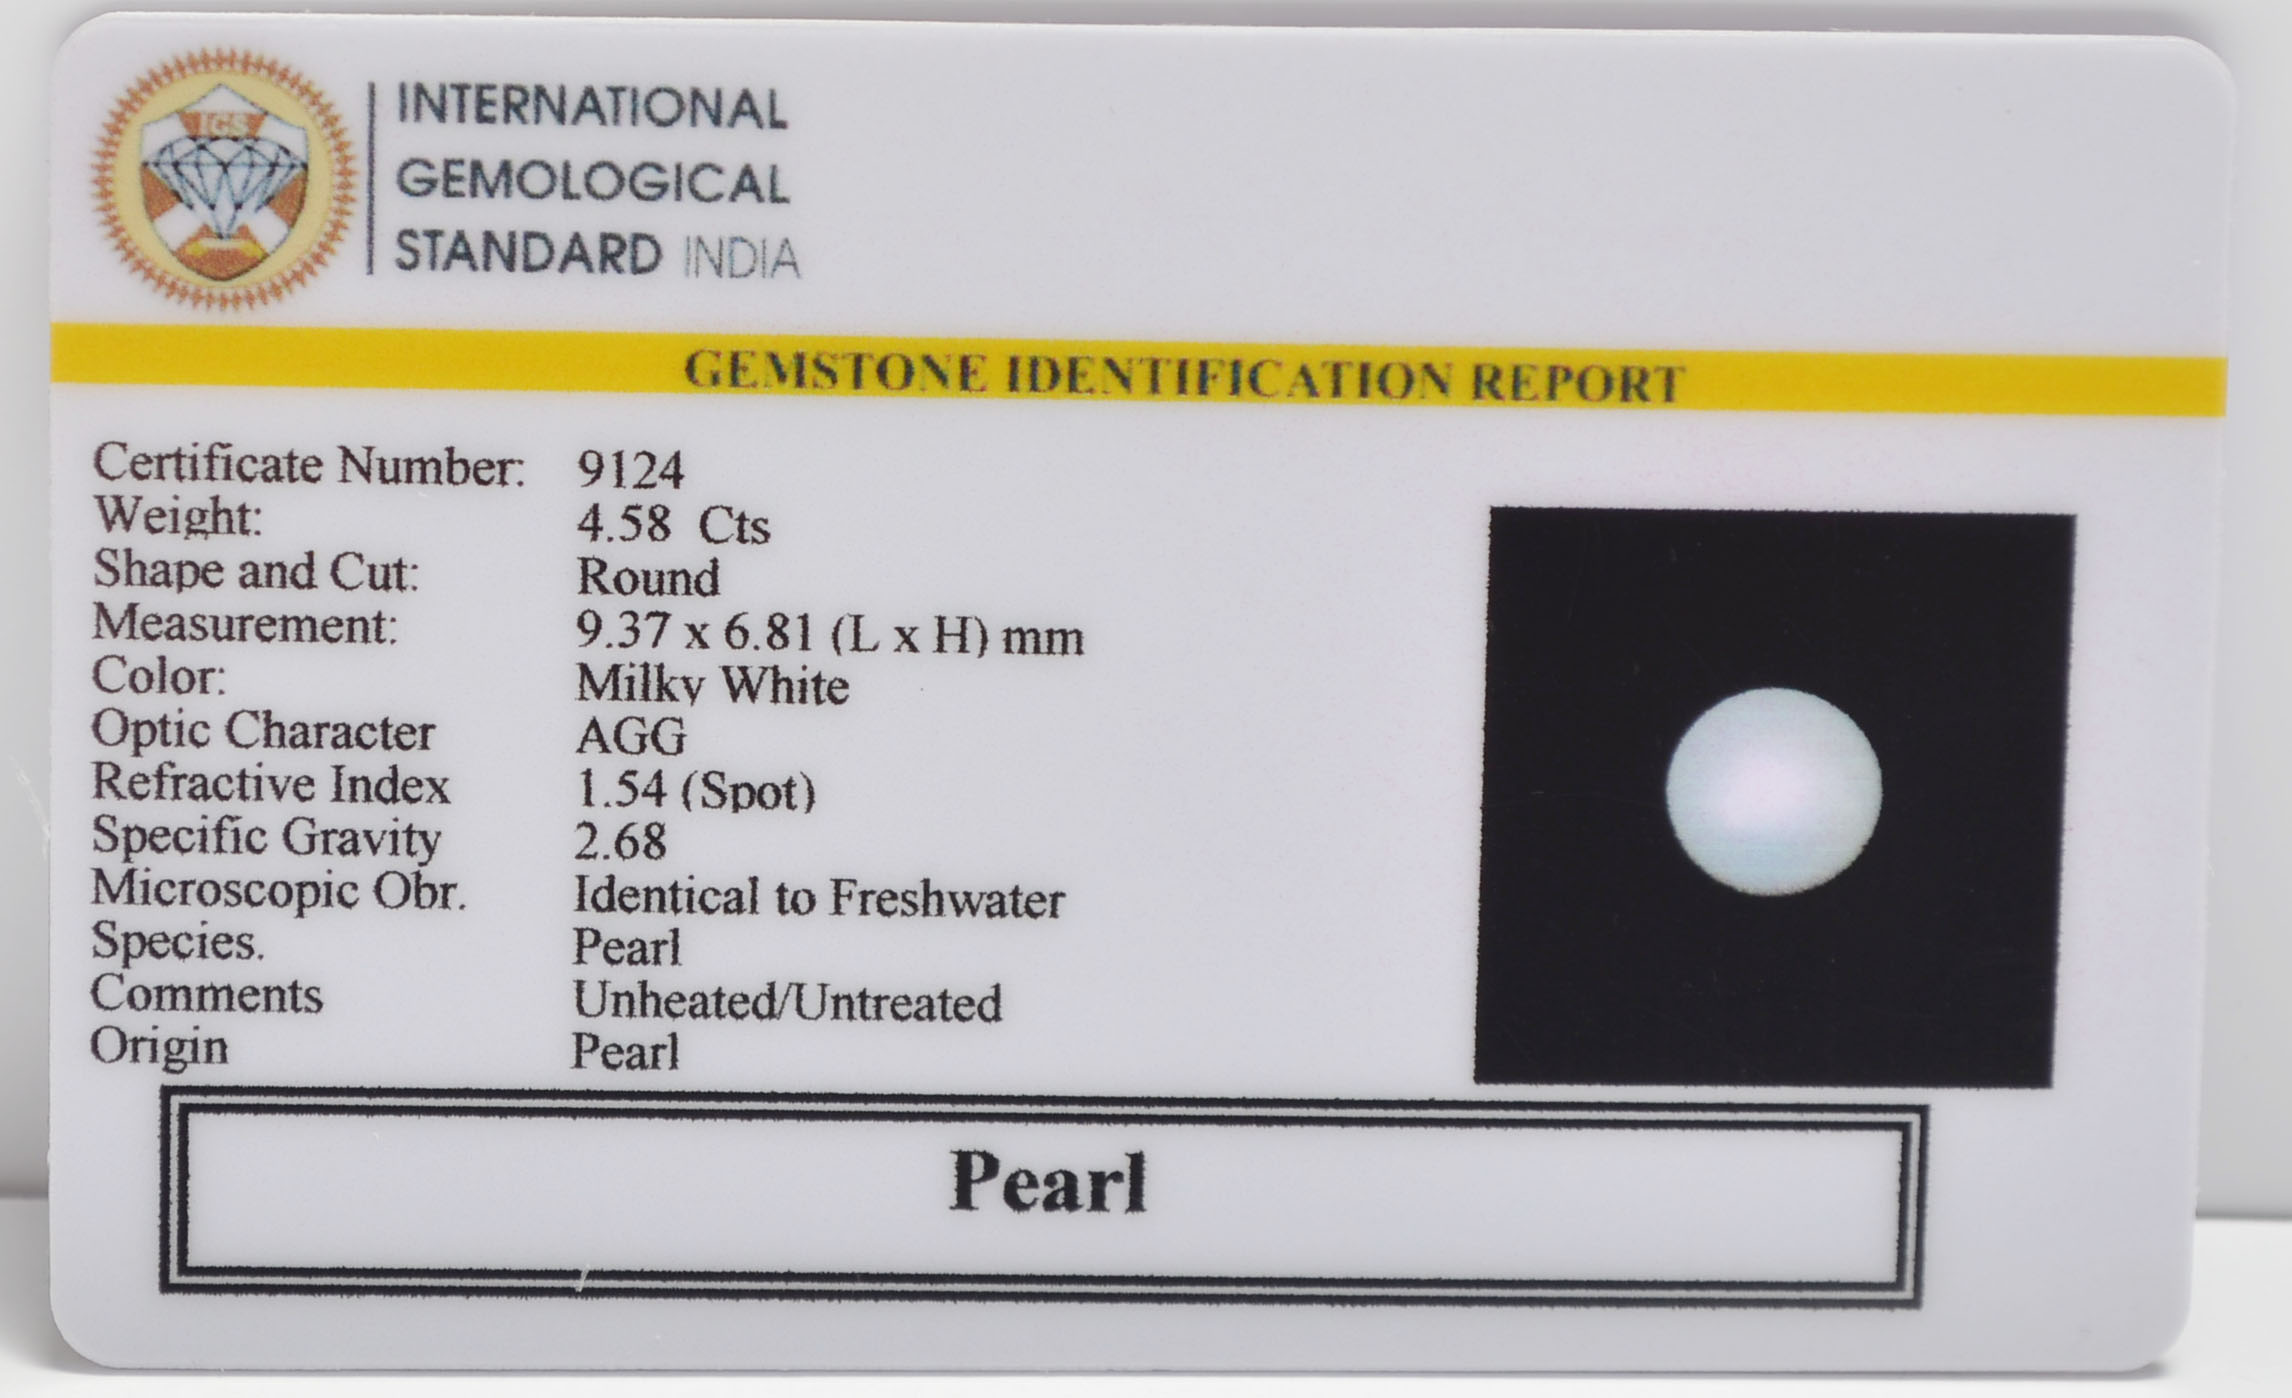 IGS
INTERNATIONAL
GEMOLOGICAL
STANDARD INDIA
GEMSTONE IDENTIFICATION REPORT
Certificate Number: 9124
Weight: 4.58 Cts
Shape and Cut: Round
Measurement: 9.37 x 6.81 (L x H) mm
Color: Milky White
Optic Character AGG
Refractive Index 1.54 (Spot)
Specific Gravity 2.68
Microscopic Obr. Identical to Freshwater
Species. Pearl
Comments Unheated/Untreated
Origin Pearl
Pearl